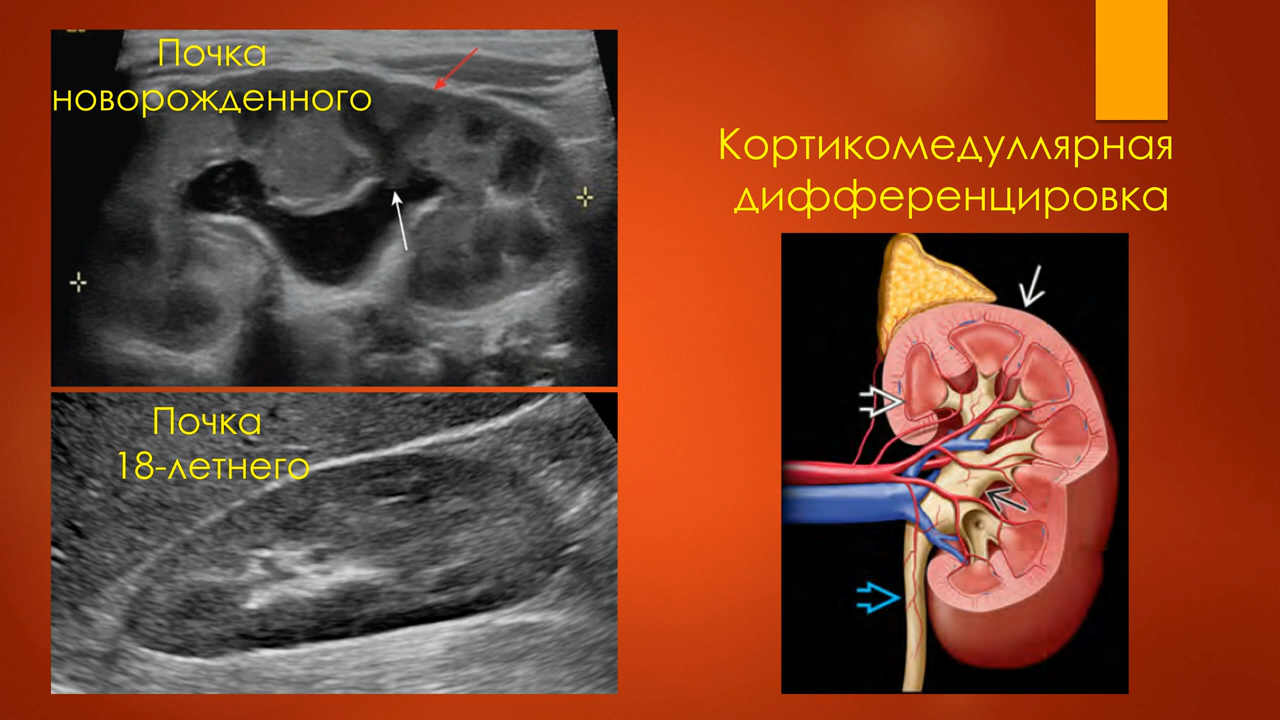 Почка
новорожденного
Кортикомедуллярная
дифференцировка
Почка
18-летнего